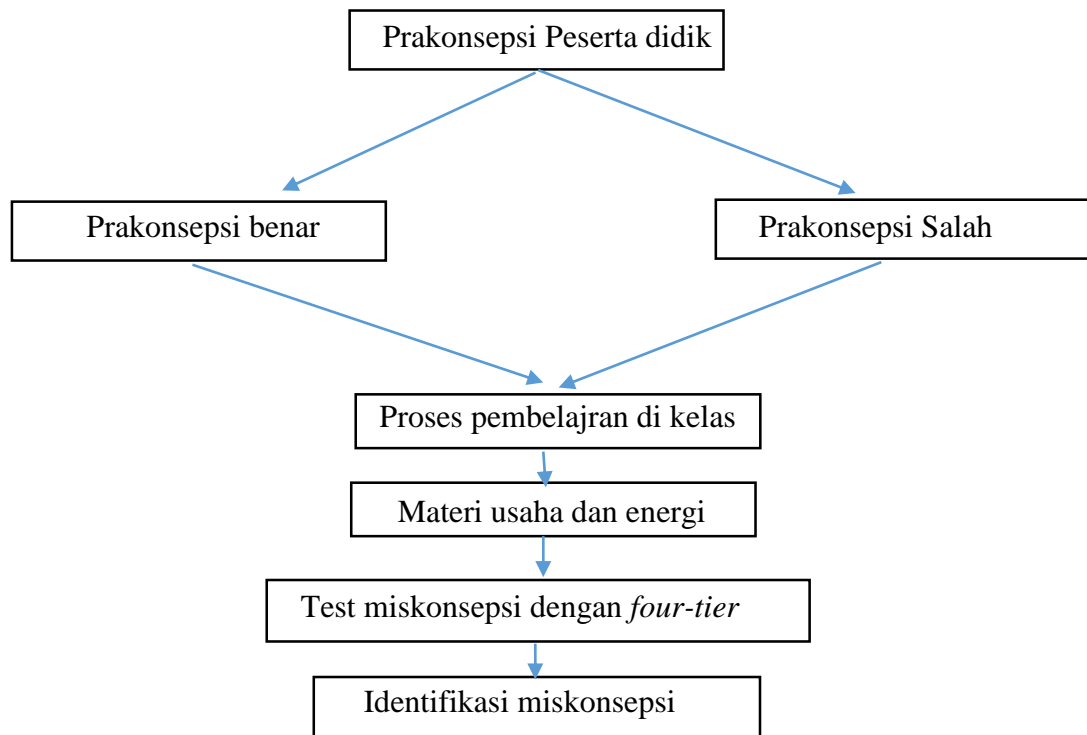 Prakonsepsi Peserta didik
Prakonsepsi benar
Prakonsepsi Salah
Proses pembelajran di kelas
Materi usaha dan energi
Test miskonsepsi dengan four-tier
Identifikasi miskonsepsi